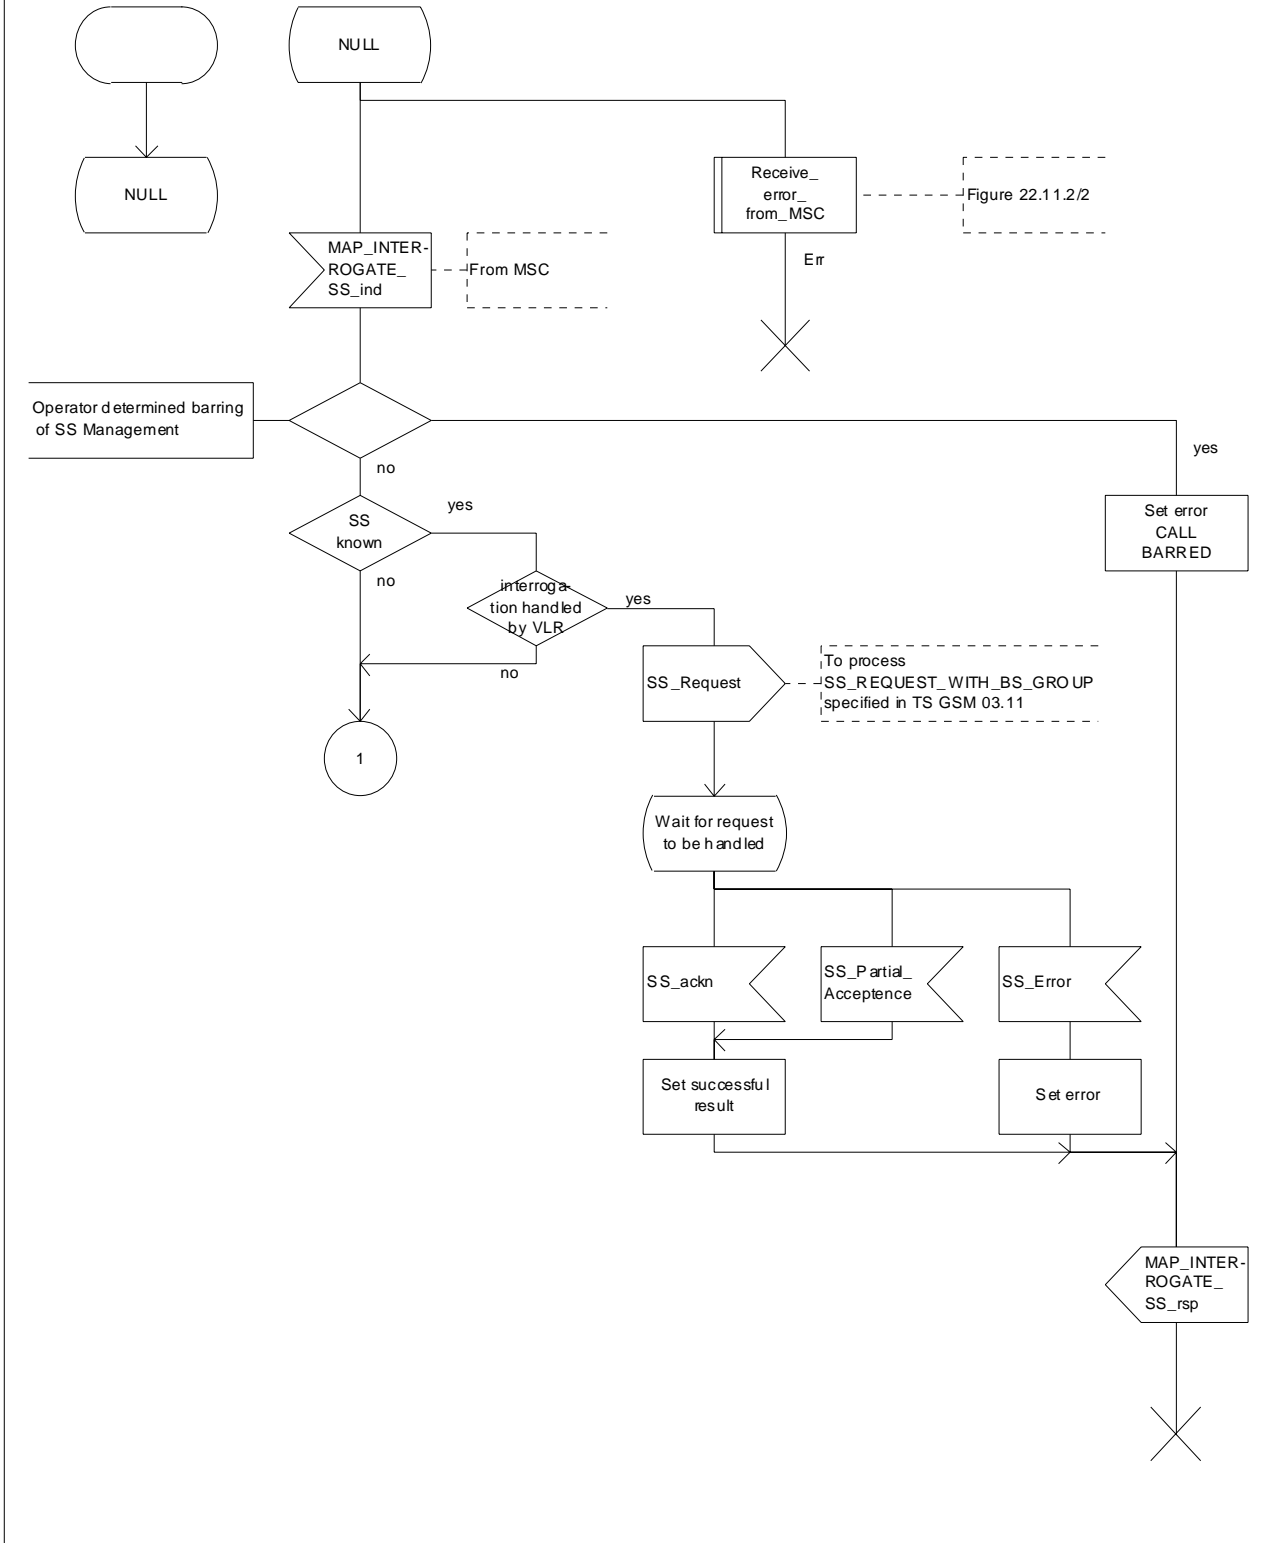 NULL
NULL
Receive_
error_
from_MSC
Figure 22.11.2/2
MAP_INTER-
ROGATE_
SS_ind
From MSC
Err
Operator determined barring
of SS Management
no
yes
SS
known
yes
Set error
CALL
BARRED
no
interroga-
tion handled
by VLR
yes
no
SS_Request
To process
SS_REQUEST_WITH_BS_GROUP
specified in TS GSM 03.11
1
Wait for request
to be handled
SS_ackn
SS_Partial_
Acceptence
SS_Error
Set successful
result
Set error
MAP_INTER-
ROGATE_
SS_rsp